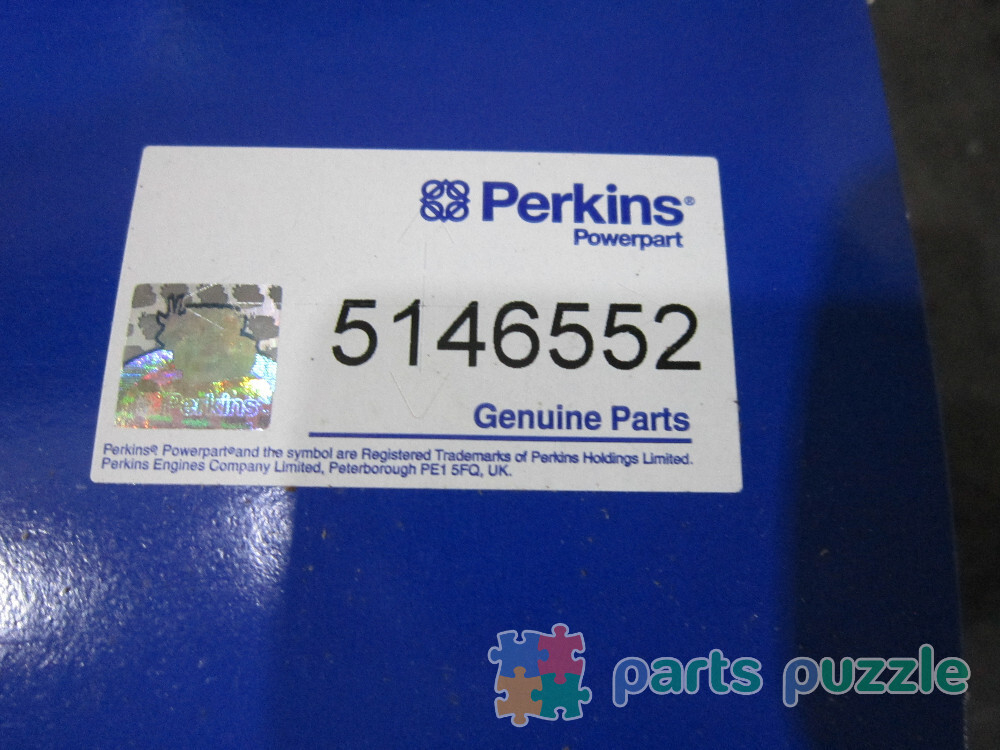 Perkins®
Powerpart
5146552
Perkins
Genuine Parts
Perkins®, Powerpart® and the symbol are Registered Trademarks of Perkins Holdings Limited.
Perkins Engines Company Limited, Peterborough PE1 5FQ, UK.
parts puzzle